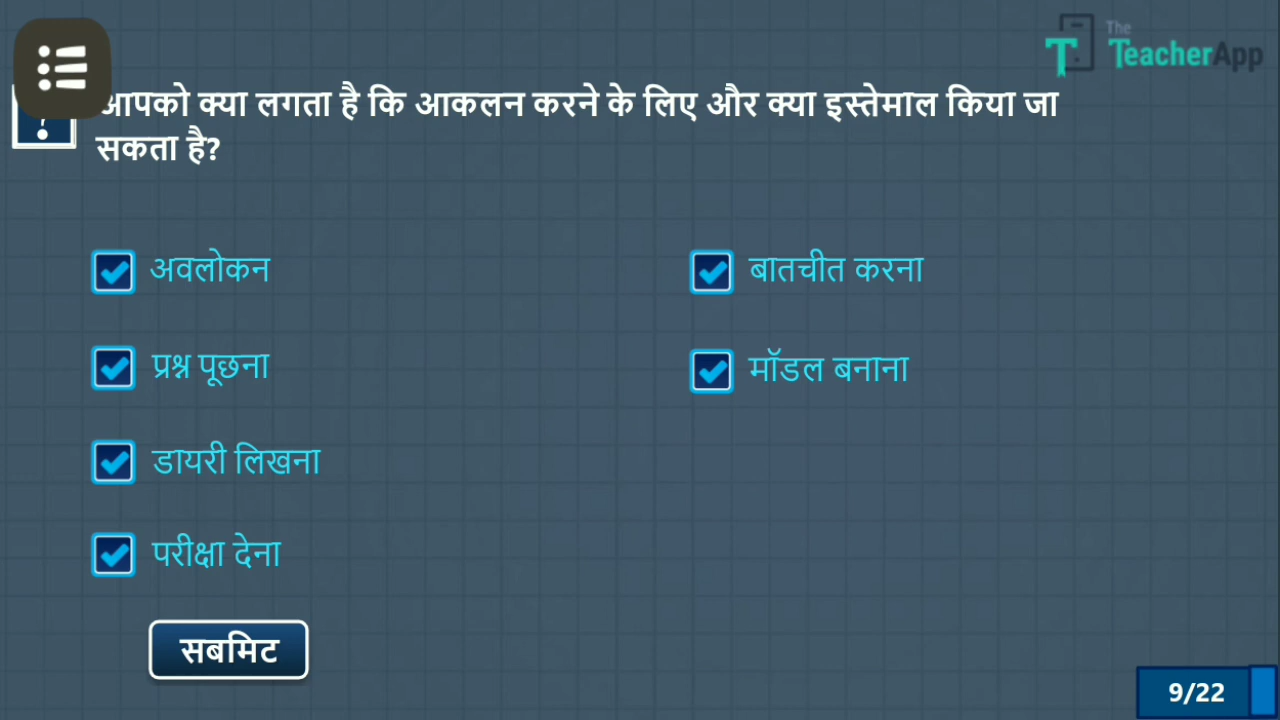 The
TeacherApp
आपको क्या लगता है कि आकलन करने के लिए और क्या इस्तेमाल किया जा
सकता है?
अवलोकन
बातचीत करना
प्रश्न पूछना
मॉडल बनाना
डायरी लिखना
परीक्षा देना
सबमिट
9/22